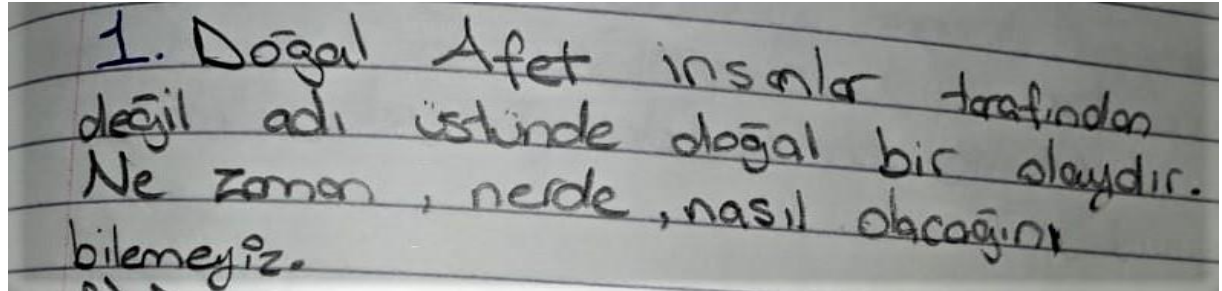 1. Doğal Afet insanlar tarafından
değil adı üstünde doğal bir olaydır.
Ne zaman, nerde, nasıl olacağını
bilemeyiz.